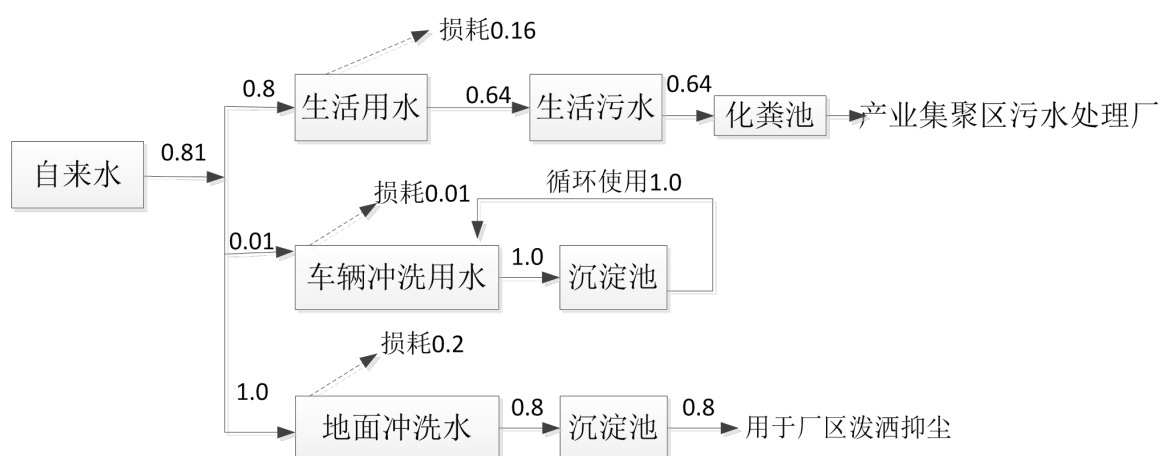 损耗0.16
0.8
生活用水
0.64
生活污水
0.64
化粪池
产业集聚区污水处理厂
自来水
0.81
损耗0.01
循环使用1.0
0.01
车辆冲洗用水
1.0
沉淀池
损耗0.2
1.0
地面冲洗水
0.8
沉淀池
0.8
用于厂区泼洒抑尘